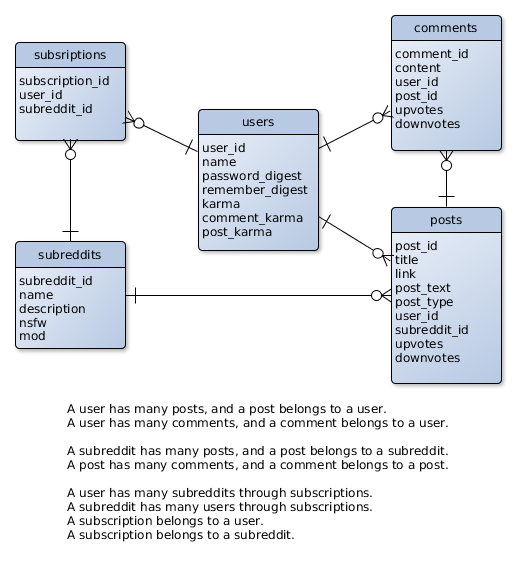 subsriptions
subscription_id
user_id
subreddit_id
comments
comment_id
content
user_id
post_id
upvotes
downvotes
users
user_id
name
password_digest
remember_digest
karma
comment_karma
post_karma
subreddits
subreddit_id
name
description
nsfw
mod
posts
post_id
title
link
post_text
post_type
user_id
subreddit_id
upvotes
downvotes
A user has many posts, and a post belongs to a user.
A user has many comments, and a comment belongs to a user.
A subreddit has many posts, and a post belongs to a subreddit.
A post has many comments, and a comment belongs to a post.
A user has many subreddits through subscriptions.
A subreddit has many users through subscriptions.
A subscription belongs to a user.
A subscription belongs to a subreddit.